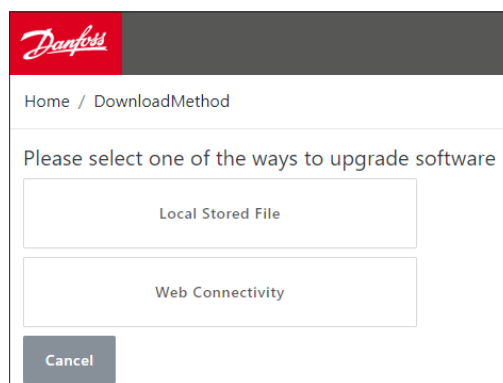 Danfoss
Home / DownloadMethod
Please select one of the ways to upgrade software
Local Stored File
Web Connectivity
Cancel